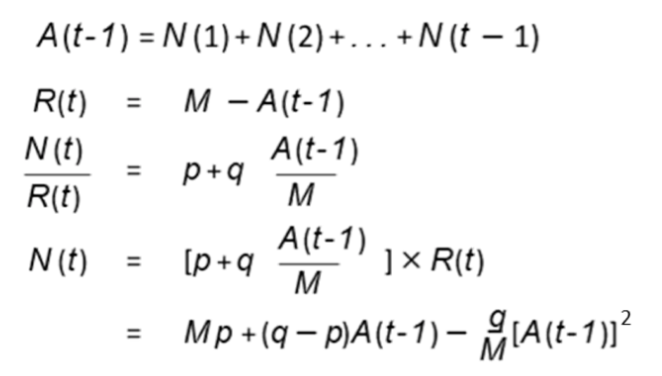 A(t-1) = N(1) + N(2) + . . . + N(t − 1)
R(t) = M − A(t-1)
N(t)/R(t) = p + q A(t-1)/M
N(t) = [p + q A(t-1)/M ] × R(t)
= Mp + (q − p)A(t-1) − g/M [A(t-1)]²